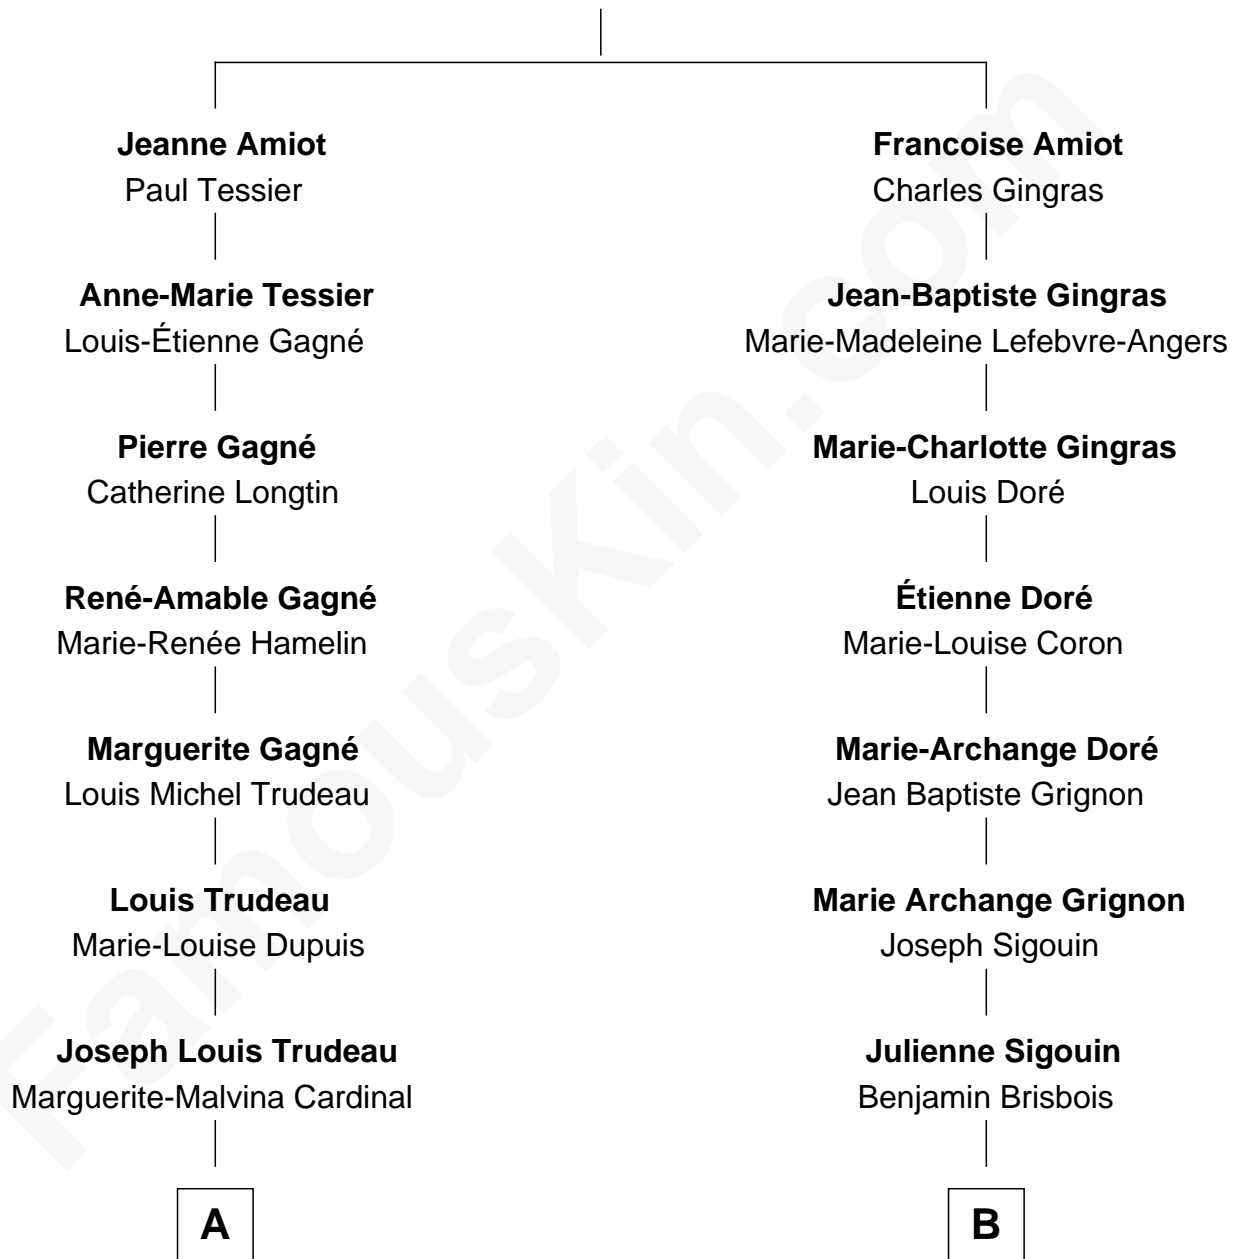 Jeanne Amiot
Paul Tessier
Anne-Marie Tessier
Louis-Étienne Gagné
Pierre Gagné
Catherine Longtin
René-Amable Gagné
Marie-Renée Hamelin
Marguerite Gagné
Louis Michel Trudeau
Louis Trudeau
Marie-Louise Dupuis
Joseph Louis Trudeau
Marguerite-Malvina Cardinal
A
Francoise Amiot
Charles Gingras
Jean-Baptiste Gingras
Marie-Madeleine Lefebvre-Angers
Marie-Charlotte Gingras
Louis Doré
Étienne Doré
Marie-Louise Coron
Marie-Archange Doré
Jean Baptiste Grignon
Marie Archange Grignon
Joseph Sigouin
Julienne Sigouin
Benjamin Brisbois
B
FamousKin.com